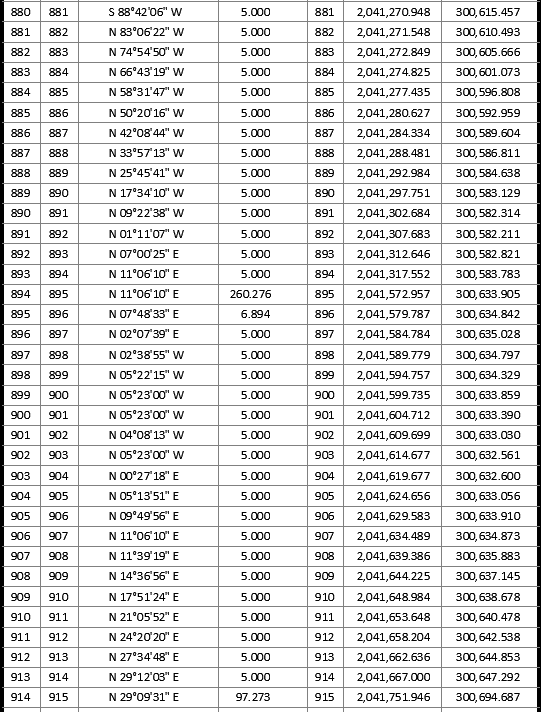 880 881 S 88°42'06" W 5.000 881 2,041,270.948 300,615.457
881 882 N 83°06'22" W 5.000 882 2,041,271.548 300,610.493
882 883 N 74°54'50" W 5.000 883 2,041,272.849 300,605.666
883 884 N 66°43'19" W 5.000 884 2,041,274.825 300,601.073
884 885 N 58°31'47" W 5.000 885 2,041,277.435 300,596.808
885 886 N 50°20'16" W 5.000 886 2,041,280.627 300,592.959
886 887 N 42°08'44" W 5.000 887 2,041,284.334 300,589.604
887 888 N 33°57'13" W 5.000 888 2,041,288.481 300,586.811
888 889 N 25°45'41" W 5.000 889 2,041,292.984 300,584.638
889 890 N 17°34'10" W 5.000 890 2,041,297.751 300,583.129
890 891 N 09°22'38" W 5.000 891 2,041,302.684 300,582.314
891 892 N 01°11'07" W 5.000 892 2,041,307.683 300,582.211
892 893 N 07°00'25" E 5.000 893 2,041,312.646 300,582.821
893 894 N 11°06'10" E 5.000 894 2,041,317.552 300,583.783
894 895 N 11°06'10" E 260.276 895 2,041,572.957 300,633.905
895 896 N 07°48'33" E 6.894 896 2,041,579.787 300,634.842
896 897 N 02°07'39" E 5.000 897 2,041,584.784 300,635.028
897 898 N 02°38'55" W 5.000 898 2,041,589.779 300,634.797
898 899 N 05°22'15" W 5.000 899 2,041,594.757 300,634.329
899 900 N 05°23'00" W 5.000 900 2,041,599.735 300,633.859
900 901 N 05°23'00" W 5.000 901 2,041,604.712 300,633.390
901 902 N 04°08'13" W 5.000 902 2,041,609.699 300,633.030
902 903 N 05°23'00" W 5.000 903 2,041,614.677 300,632.561
903 904 N 00°27'18" E 5.000 904 2,041,619.677 300,632.600
904 905 N 05°13'51" E 5.000 905 2,041,624.656 300,633.056
905 906 N 09°49'56" E 5.000 906 2,041,629.583 300,633.910
906 907 N 11°06'10" E 5.000 907 2,041,634.489 300,634.873
907 908 N 11°39'19" E 5.000 908 2,041,639.386 300,635.883
908 909 N 14°36'56" E 5.000 909 2,041,644.225 300,637.145
909 910 N 17°51'24" E 5.000 910 2,041,648.984 300,638.678
910 911 N 21°05'52" E 5.000 911 2,041,653.648 300,640.478
911 912 N 24°20'20" E 5.000 912 2,041,658.204 300,642.538
912 913 N 27°34'48" E 5.000 913 2,041,662.636 300,644.853
913 914 N 29°12'03" E 5.000 914 2,041,667.000 300,647.292
914 915 N 29°09'31" E 97.273 915 2,041,751.946 300,694.687